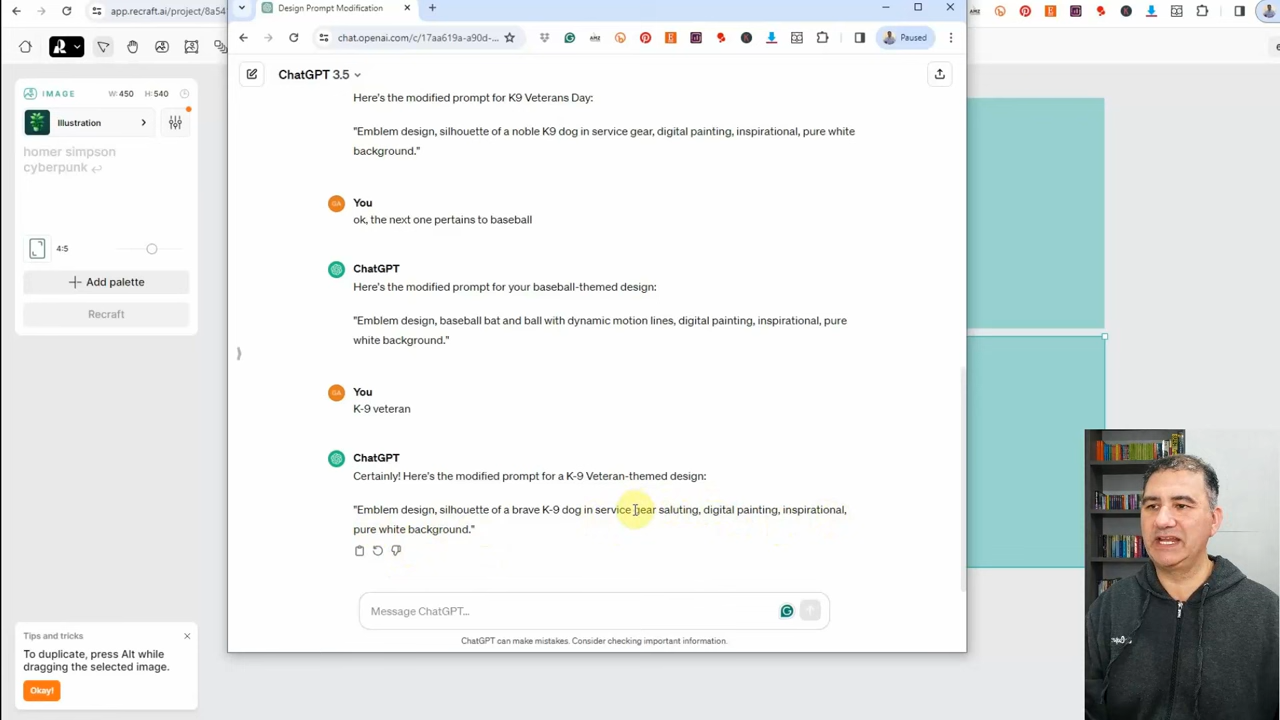 app.recraft.ai/project/8a54
Design Prompt Modification
chat.openai.com/c/17aa619a-a90d-...
Paused
IMAGE W: 450 H: 540
Illustration
homer simpson
cyberpunk
4:5
Add palette
Recraft
Tips and tricks
To duplicate, press Alt while
dragging the selected image.
Okay!
ChatGPT 3.5
Here's the modified prompt for K9 Veterans Day:
"Emblem design, silhouette of a noble K9 dog in service gear, digital painting, inspirational, pure white
background."
GA You
ok, the next one pertains to baseball
ChatGPT
Here's the modified prompt for your baseball-themed design:
"Emblem design, baseball bat and ball with dynamic motion lines, digital painting, inspirational, pure
white background."
GA You
K-9 veteran
ChatGPT
Certainly! Here's the modified prompt for a K-9 Veteran-themed design:
"Emblem design, silhouette of a brave K-9 dog in service gear saluting, digital painting, inspirational,
pure white background."
Message ChatGPT...
ChatGPT can make mistakes. Consider checking important information.